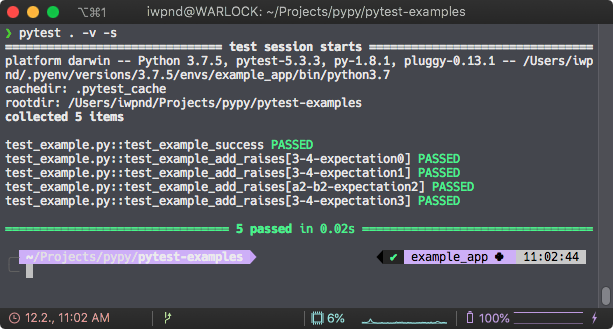 ⌥⌘1 iwpnd@WARLOCK: ~/Projects/pypy/pytest-examples
❯ pytest . -v -s
============================== test session starts ===============================
platform darwin -- Python 3.7.5, pytest-5.3.3, py-1.8.1, pluggy-0.13.1 -- /Users/iwp
nd/.pyenv/versions/3.7.5/envs/example_app/bin/python3.7
cachedir: .pytest_cache
rootdir: /Users/iwpnd/Projects/pypy/pytest-examples
collected 5 items
test_example.py::test_example_success PASSED
test_example.py::test_example_add_raises[3-4-expectation0] PASSED
test_example.py::test_example_add_raises[3-4-expectation1] PASSED
test_example.py::test_example_add_raises[a2-b2-expectation2] PASSED
test_example.py::test_example_add_raises[3-4-expectation3] PASSED
=============================== 5 passed in 0.02s ================================
~/Projects/pypy/pytest-examples ✔ example_app 11:02:44
12.2., 11:02 AM 6% 100%